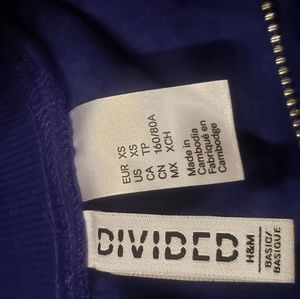 EUR XS
US XS
CA TP
CN 160/80A
MX XCH
Made in
Cambodia
Fabriqué en
Cambodge
DIVIDED
H&M
BASIC/
BASIQUE